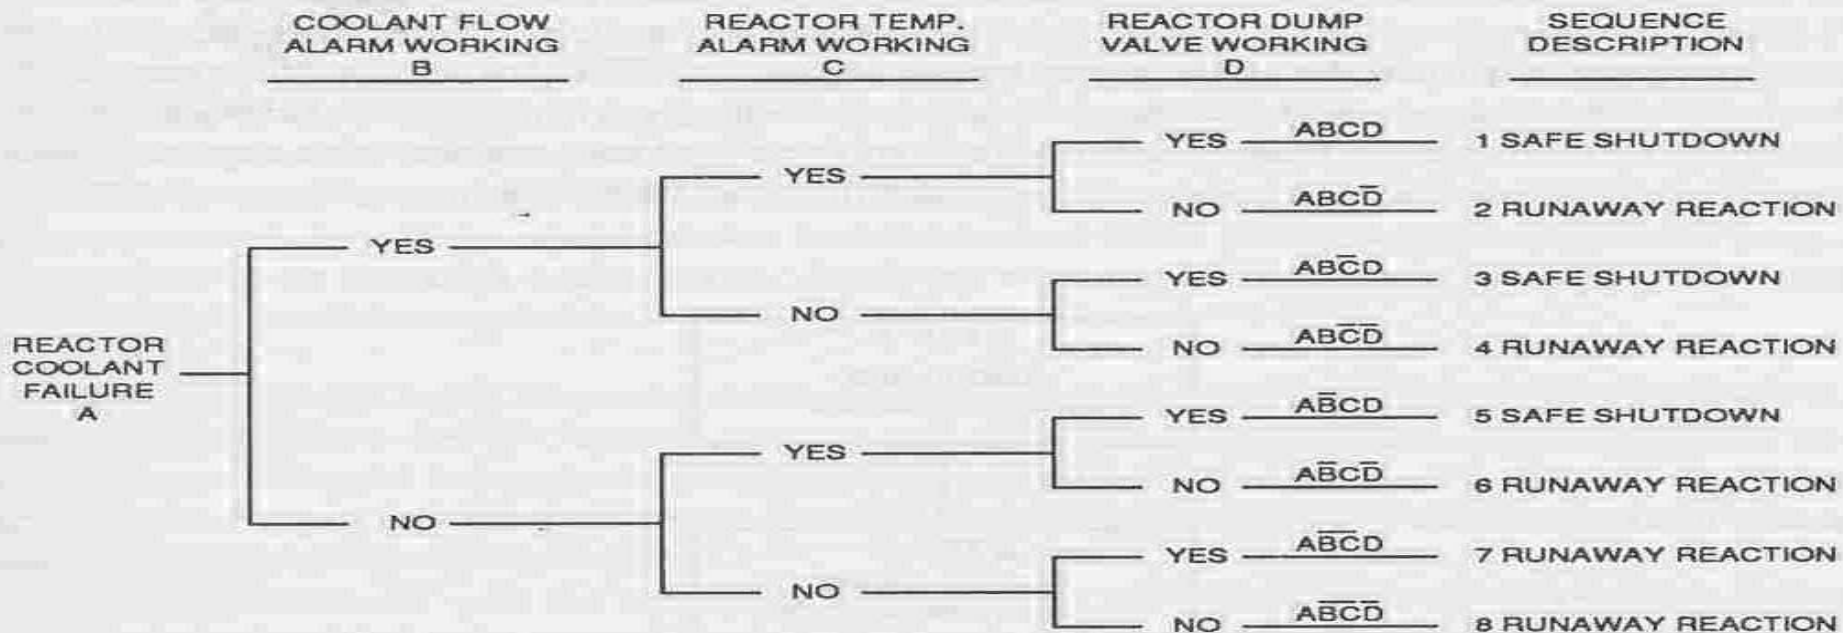 COOLANT FLOW
ALARM WORKING
B
REACTOR TEMP.
ALARM WORKING
C
REACTOR DUMP
VALVE WORKING
D
SEQUENCE
DESCRIPTION
REACTOR
COOLANT
FAILURE
A
YES
NO
YES
NO
YES
NO
YES ABCD 1 SAFE SHUTDOWN
NO ABCD̅ 2 RUNAWAY REACTION
YES ABC̅D 3 SAFE SHUTDOWN
NO ABC̅D̅ 4 RUNAWAY REACTION
YES AB̅CD 5 SAFE SHUTDOWN
NO AB̅CD̅ 6 RUNAWAY REACTION
YES AB̅C̅D 7 RUNAWAY REACTION
NO AB̅C̅D̅ 8 RUNAWAY REACTION